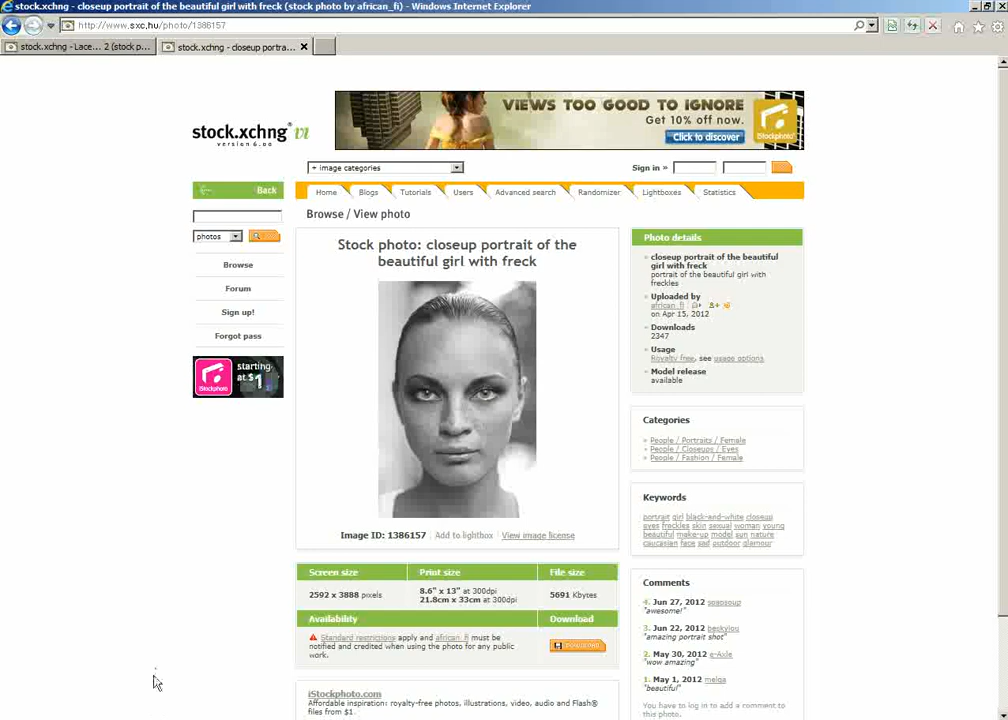 stock.xchng - closeup portrait of the beautiful girl with freck (stock photo by african_fi) - Windows Internet Explorer
http://www.sxc.hu/photo/1386157
stock.xchng - Lace... 2 (stock p...
stock.xchng - closeup portra...
VIEWS TOO GOOD TO IGNORE
Get 10% off now.
Click to discover
iStockphoto
stock.xchng vi
version 6.00
+ image categories
Sign in »
Back
Home
Blogs
Tutorials
Users
Advanced search
Randomizer
Lightboxes
Statistics
photos
Browse
Forum
Sign up!
Forgot pass
iStockphoto
starting
at $1
Browse / View photo
Stock photo: closeup portrait of the
beautiful girl with freck
Image ID: 1386157
Add to lightbox
View image license
Screen size
Print size
File size
2592 x 3888 pixels
8.6" x 13" at 300dpi
21.8cm x 33cm at 300dpi
5691 Kbytes
Availability
Download
Standard restrictions apply and african_fi must be
notified and credited when using the photo for any public
work.
DOWNLOAD
iStockphoto.com
Affordable inspiration: royalty-free photos, illustrations, video, audio and Flash®
files from $1.
Photo details
closeup portrait of the beautiful
girl with freck
portrait of the beautiful girl with
freckles
Uploaded by
african_fi
on Apr 15, 2012
Downloads
2347
Usage
Royalty free, see usage options
Model release
available
Categories
People / Portraits / Female
People / Closeups / Eyes
People / Fashion / Female
Keywords
portrait girl black-and-white closeup
eyes freckles skin sexual woman young
beautiful make-up model sun nature
caucasian face sad outdoor glamour
Comments
4. Jun 27, 2012 soapsoup
"awesome!"
3. Jun 22, 2012 beskyjou
"amazing portrait shot"
2. May 30, 2012 e-Axle
"wow amazing"
1. May 1, 2012 melqa
"beautiful"
You have to log in to add a comment to
this photo.